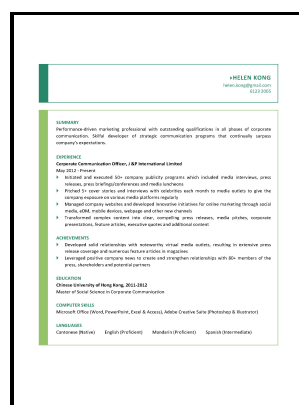 ›HELEN KONG
helen.kong@gmail.com
6123 2001
SUMMARY
Performance-driven marketing professional with outstanding qualifications in all phases of corporate
communication. Skilful developer of strategic communication programs that continually surpass
company's expectations.
EXPERIENCE
Corporate Communication Officer, J &P International Limited
May 2012 - Present
› Initiated and executed 50+ company publicity programs which included media interviews, press
releases, press briefings/conferences and media luncheons
› Pitched 5+ cover stories and interviews with celebrities each month to media outlets to give the
company exposure on various media platforms regularly
› Managed company websites and developed innovative initiatives for online marketing through social
media, eDM, mobile devices, webpage and other new channels
› Transformed complex content into clear, compelling press releases, media pitches, corporate
presentations, feature articles, executive quotes and additional content
ACHIEVEMENTS
› Developed solid relationships with noteworthy virtual media outlets, resulting in extensive press
release coverage and numerous feature articles in magazines
› Leveraged positive company news to create and strengthen relationships with 80+ members of the
press, shareholders and potential partners
EDUCATION
Chinese University of Hong Kong, 2011-2012
Master of Social Science in Corporate Communication
COMPUTER SKILLS
Microsoft Office (Word, PowerPoint, Excel & Access), Adobe Creative Suite (Photoshop & Illustrator)
LANGUAGES
Cantonese (Native) English (Proficient) Mandarin (Proficient) Spanish (Intermediate)